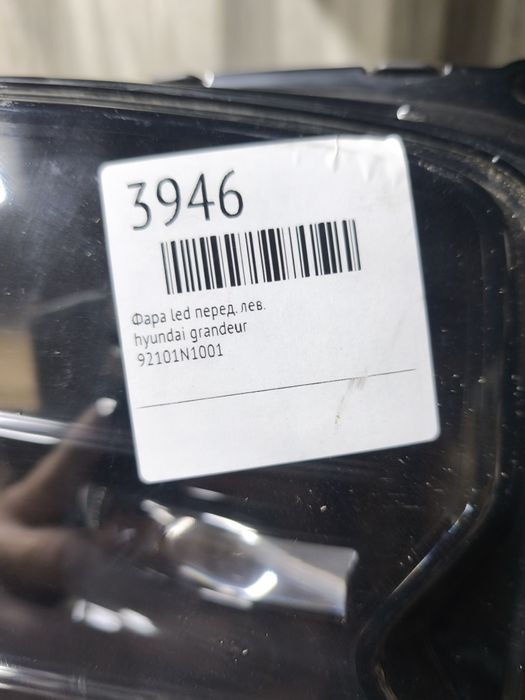 3946
Фара led перед. лев.
hyundai grandeur
92101N1001